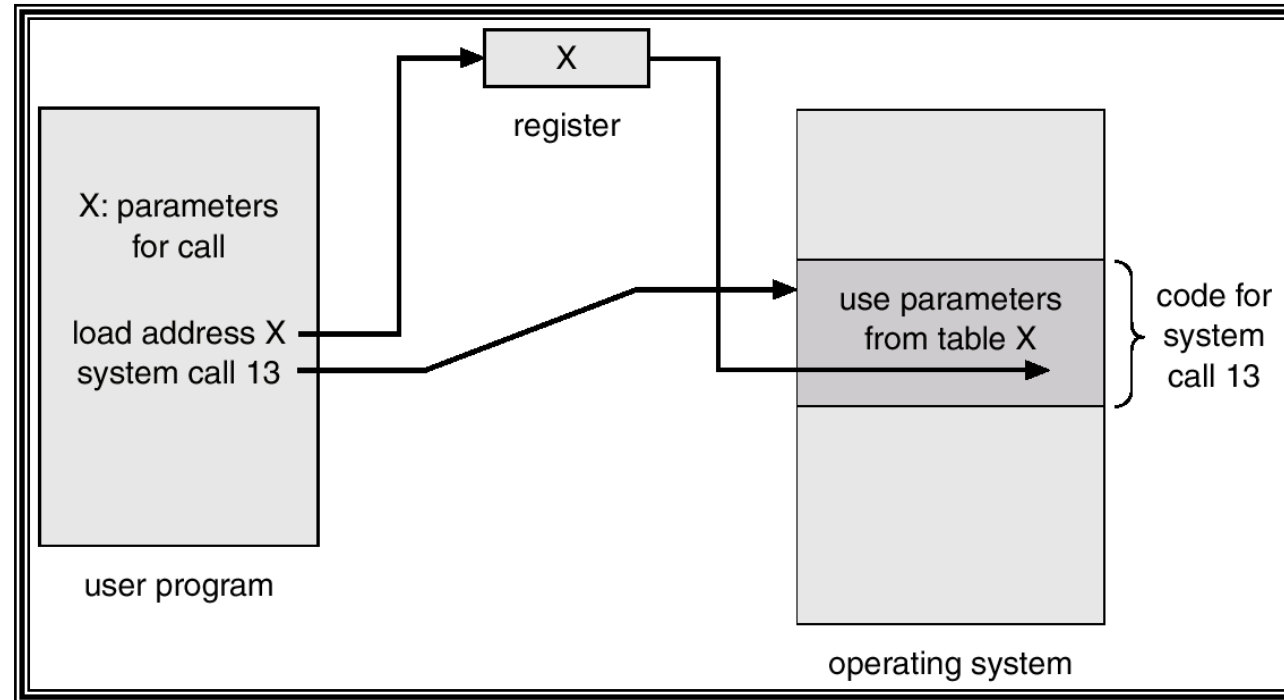 X
register
X: parameters
for call
load address X
system call 13
user program
use parameters
from table X
code for
system
call 13
operating system